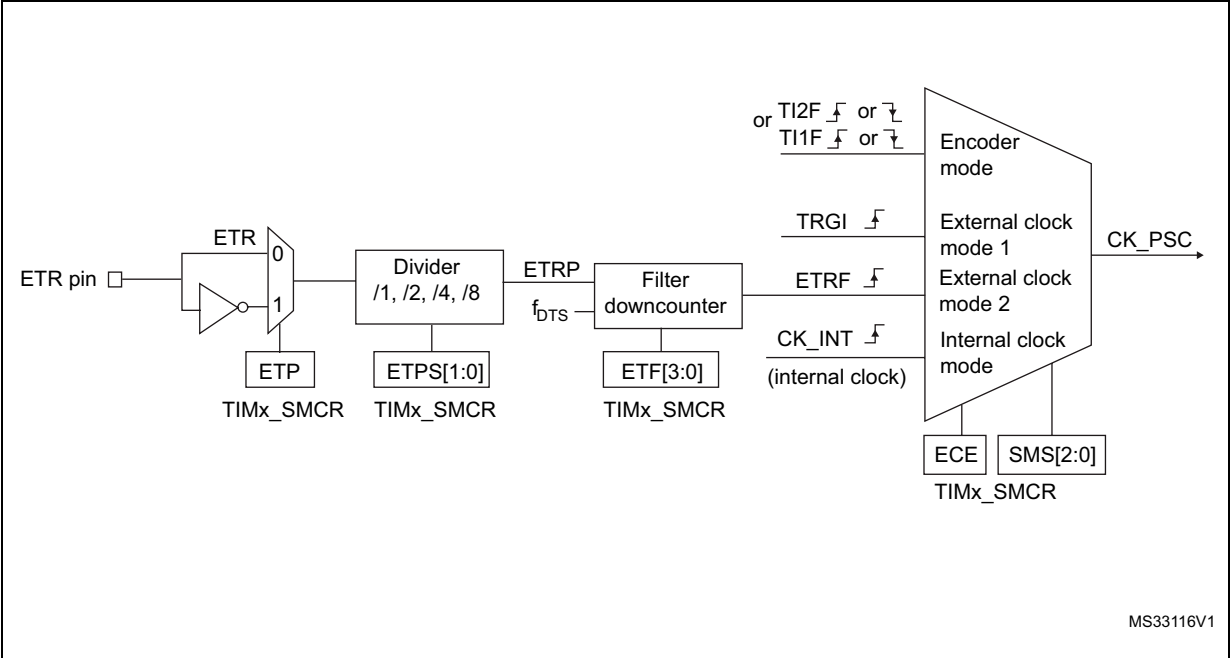 ETR pin
ETR
0
1
ETP
TIMx_SMCR
Divider
/1, /2, /4, /8
ETPS[1:0]
TIMx_SMCR
ETRP
fDTS
Filter
downcounter
ETF[3:0]
TIMx_SMCR
or TI2F or
TI1F or
TRGI
ETRF
CK_INT
(internal clock)
Encoder
mode
External clock
mode 1
External clock
mode 2
Internal clock
mode
CK_PSC
ECE
SMS[2:0]
TIMx_SMCR
MS33116V1